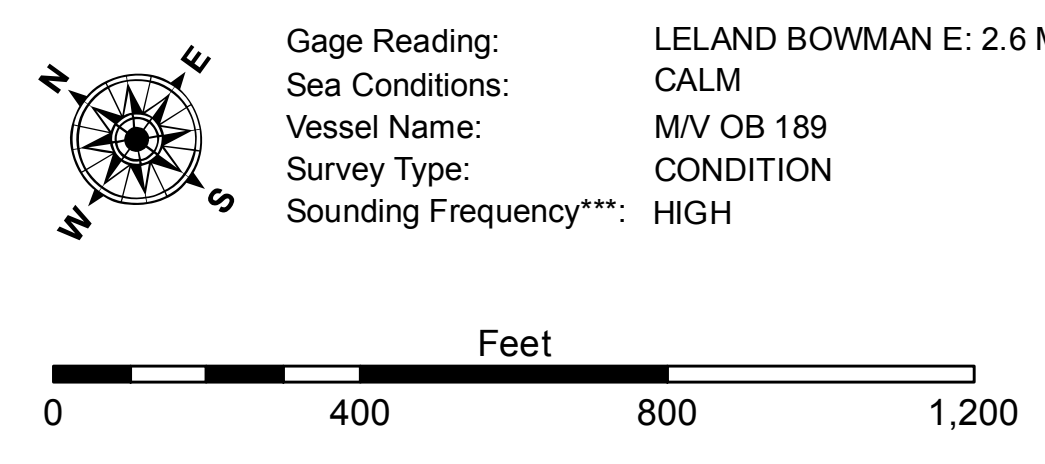 N
E
Gage Reading: LELAND BOWMAN E: 2.6
Sea Conditions: CALM
Vessel Name: M/V OB 189
Survey Type: CONDITION
Sounding Frequency***: HIGH
W
S
Feet
0 400 800 1,200